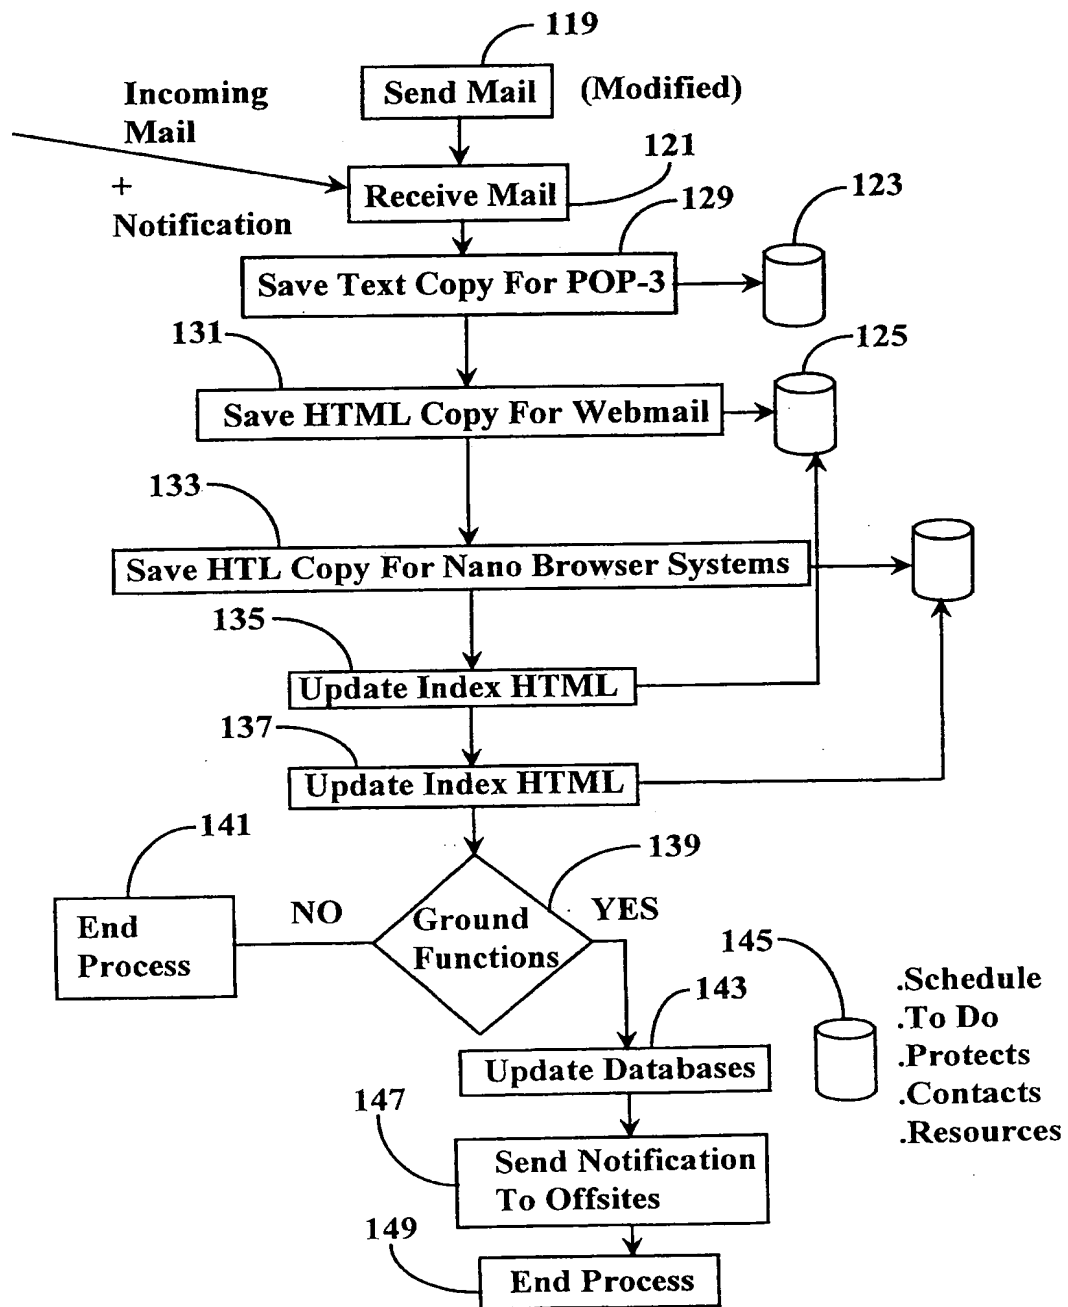 119
Send Mail
(Modified)
Incoming
Mail
+
Notification
121
Receive Mail
129
123
Save Text Copy For POP-3
131
125
Save HTML Copy For Webmail
133
Save HTL Copy For Nano Browser Systems
135
Update Index HTML
137
Update Index HTML
141
139
End
Process
NO
Ground
Functions
YES
145
.Schedule
.To Do
.Protects
.Contacts
.Resources
143
Update Databases
147
Send Notification
To Offsites
149
End Process